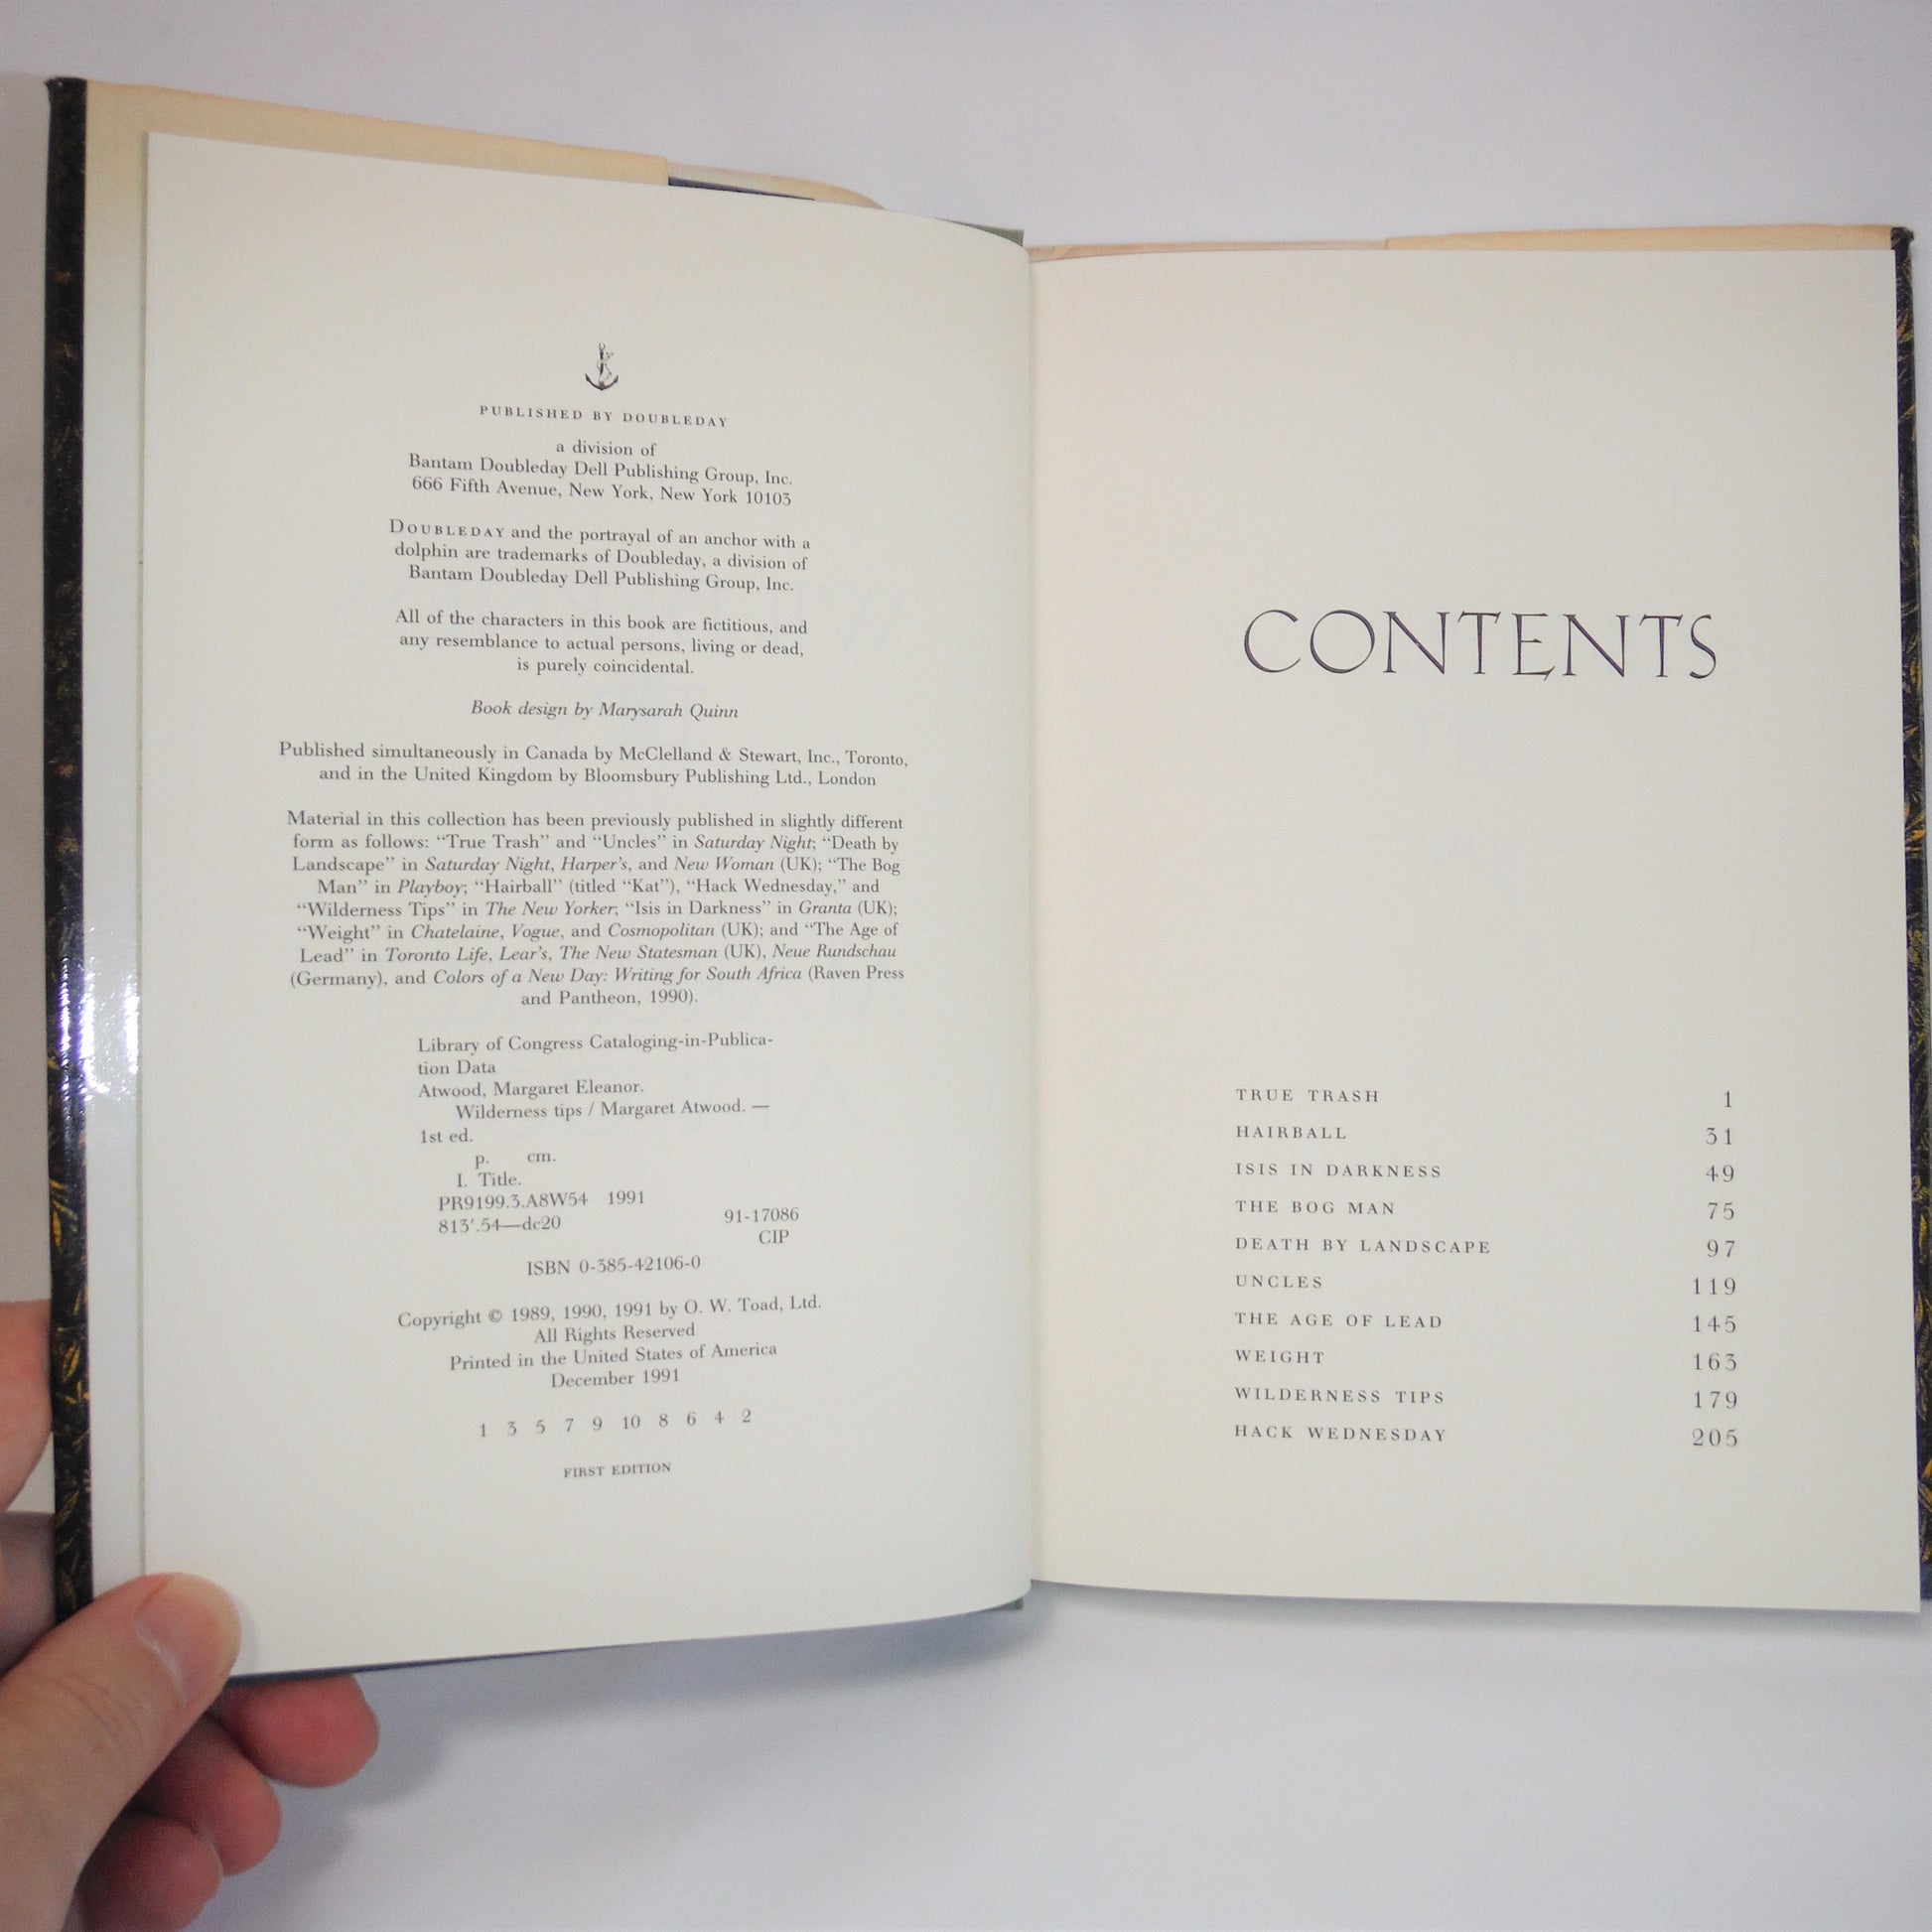 PUBLISHED BY DOUBLEDAY
a division of
Bantam Doubleday Dell Publishing Group, Inc.
666 Fifth Avenue, New York, New York 10103
DOUBLEDAY and the portrayal of an anchor with a
dolphin are trademarks of Doubleday, a division of
Bantam Doubleday Dell Publishing Group, Inc.
All of the characters in this book are fictitious, and
any resemblance to actual persons, living or dead,
is purely coincidental.
Book design by Marysarah Quinn
Published simultaneously in Canada by McClelland & Stewart, Inc., Toronto,
and in the United Kingdom by Bloomsbury Publishing Ltd., London
Material in this collection has been previously published in slightly different
form as follows: “True Trash” and “Uncles” in Saturday Night; “Death by
Landscape” in Saturday Night, Harper's, and New Woman (UK); “The Bog
Man” in Playboy; “Hairball” (titled “Kat”), “Hack Wednesday,” and
“Wilderness Tips” in The New Yorker; “Isis in Darkness” in Granta (UK);
“Weight” in Chatelaine, Vogue, and Cosmopolitan (UK); and “The Age of
Lead” in Toronto Life, Lear's, The New Statesman (UK), Neue Rundschau
(Germany), and Colors of a New Day: Writing for South Africa (Raven Press
and Pantheon, 1990).
Library of Congress Cataloging-in-Publica-
tion Data
Atwood, Margaret Eleanor.
Wilderness tips / Margaret Atwood. —
1st ed.
p. cm.
I. Title.
PR9199.3.A8W54 1991
813′.54—dc20 91-17086
CIP
ISBN 0-385-42106-0
Copyright © 1989, 1990, 1991 by O. W. Toad, Ltd.
All Rights Reserved
Printed in the United States of America
December 1991
1 3 5 7 9 10 8 6 4 2
FIRST EDITION
CONTENTS
TRUE TRASH 1
HAIRBALL 31
ISIS IN DARKNESS 49
THE BOG MAN 75
DEATH BY LANDSCAPE 97
UNCLES 119
THE AGE OF LEAD 145
WEIGHT 163
WILDERNESS TIPS 179
HACK WEDNESDAY 205